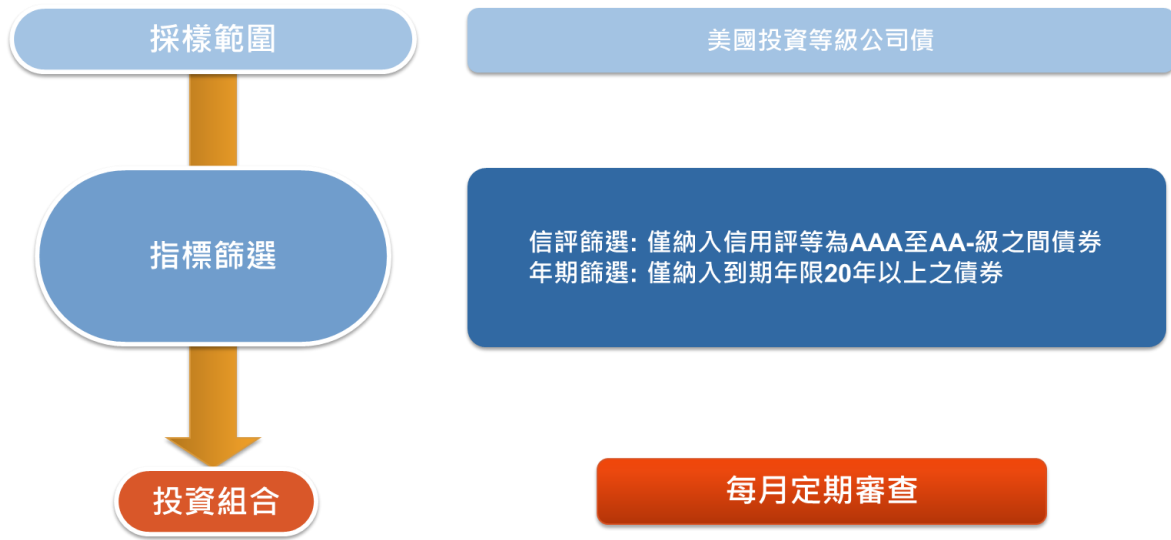 採樣範圍
美國投資等級公司債
指標篩選
信評篩選: 僅納入信用評等為AAA至AA-級之間債券
年期篩選: 僅納入到期年限20年以上之債券
投資組合
每月定期審查